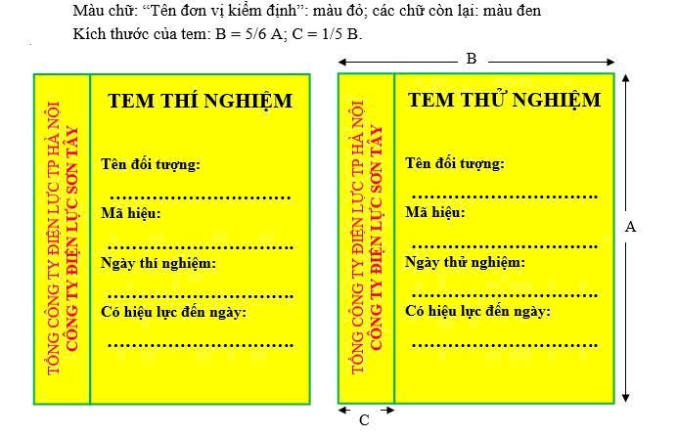 Màu chữ: “Tên đơn vị kiểm định”: màu đỏ; các chữ còn lại: màu đen
Kích thước của tem: B = 5/6 A; C = 1/5 B.
B
TỔNG CÔNG TY ĐIỆN LỰC TP HÀ NỘI
CÔNG TY ĐIỆN LỰC SƠN TÂY
TEM THÍ NGHIỆM
Tên đối tượng:
................................
Mã hiệu:
................................
Ngày thí nghiệm:
................................
Có hiệu lực đến ngày:
................................
TỔNG CÔNG TY ĐIỆN LỰC TP HÀ NỘI
CÔNG TY ĐIỆN LỰC SƠN TÂY
TEM THỬ NGHIỆM
Tên đối tượng:
................................
Mã hiệu:
................................
Ngày thử nghiệm:
................................
Có hiệu lực đến ngày:
................................
A
C